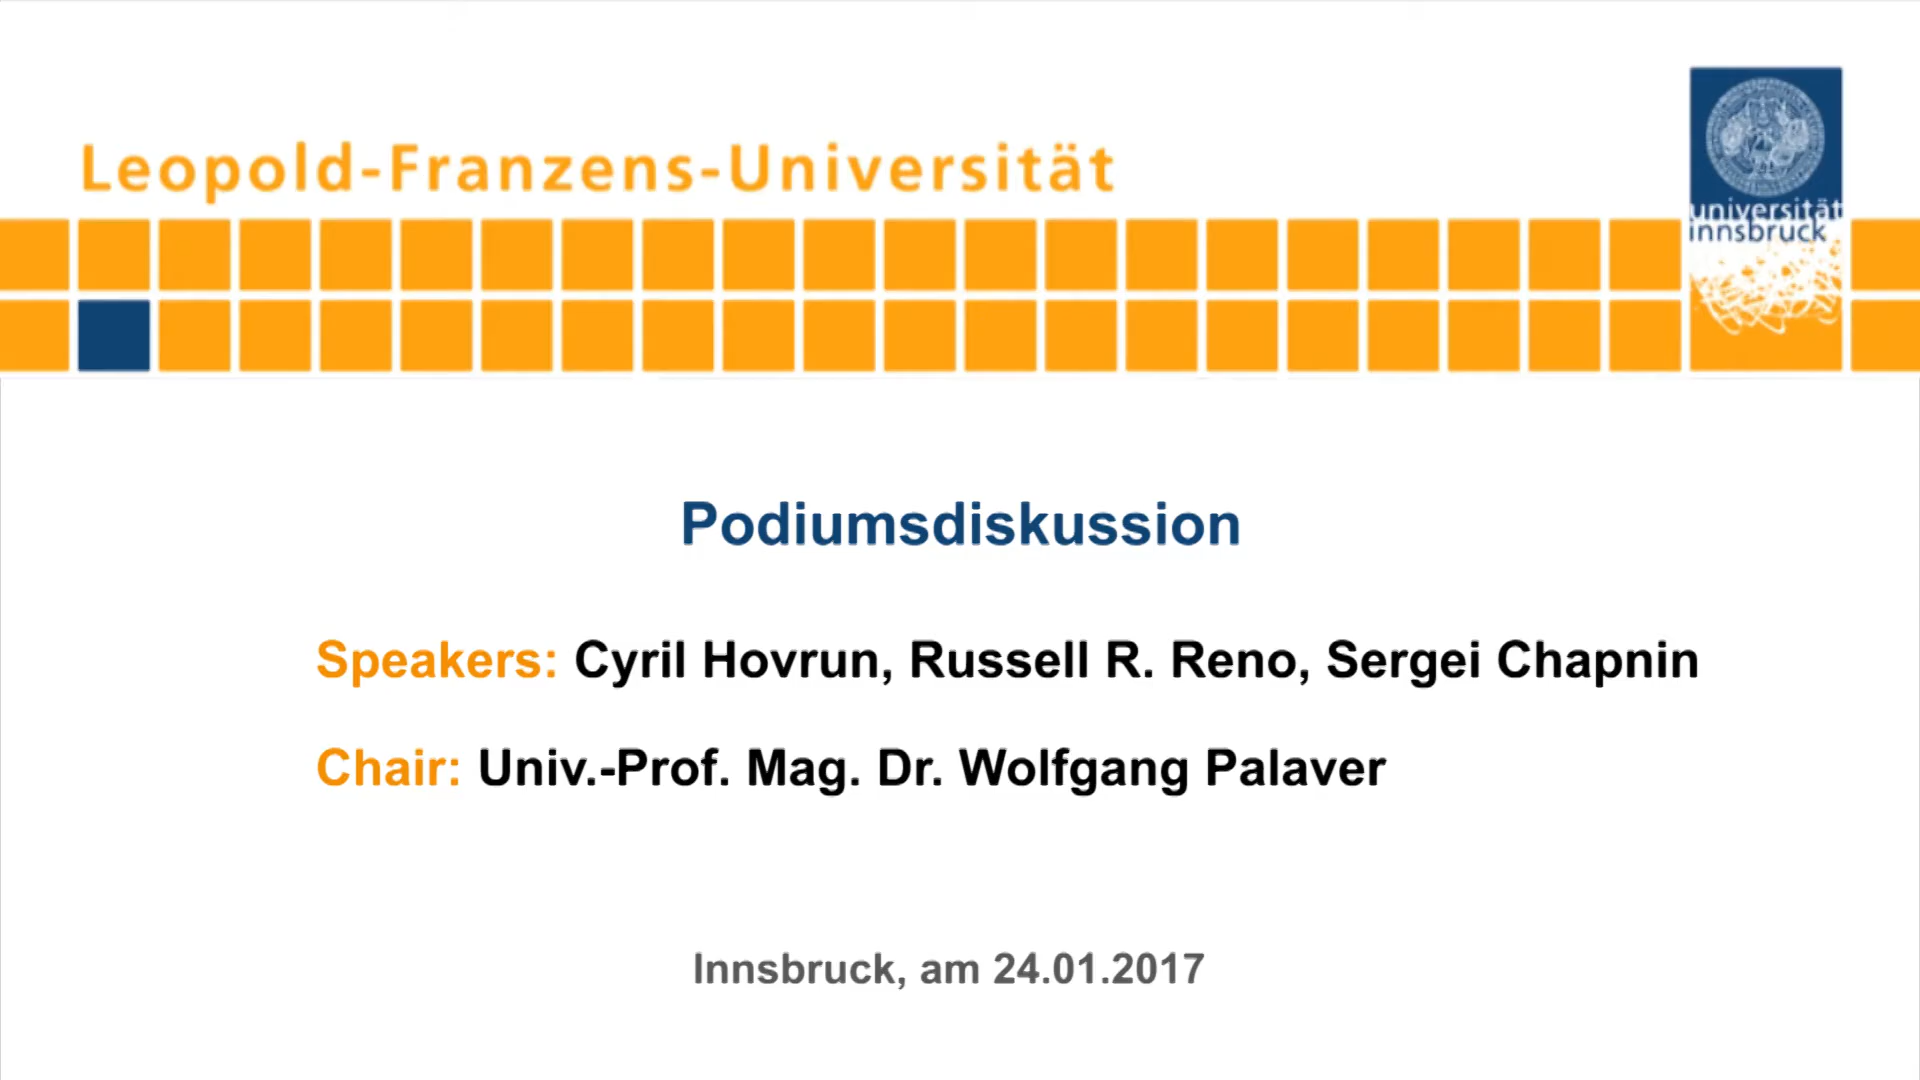 Leopold-Franzens-Universität
universität
innsbruck
Podiumsdiskussion
Speakers: Cyril Hovrun, Russell R. Reno, Sergei Chapnin
Chair: Univ.-Prof. Mag. Dr. Wolfgang Palaver
Innsbruck, am 24.01.2017